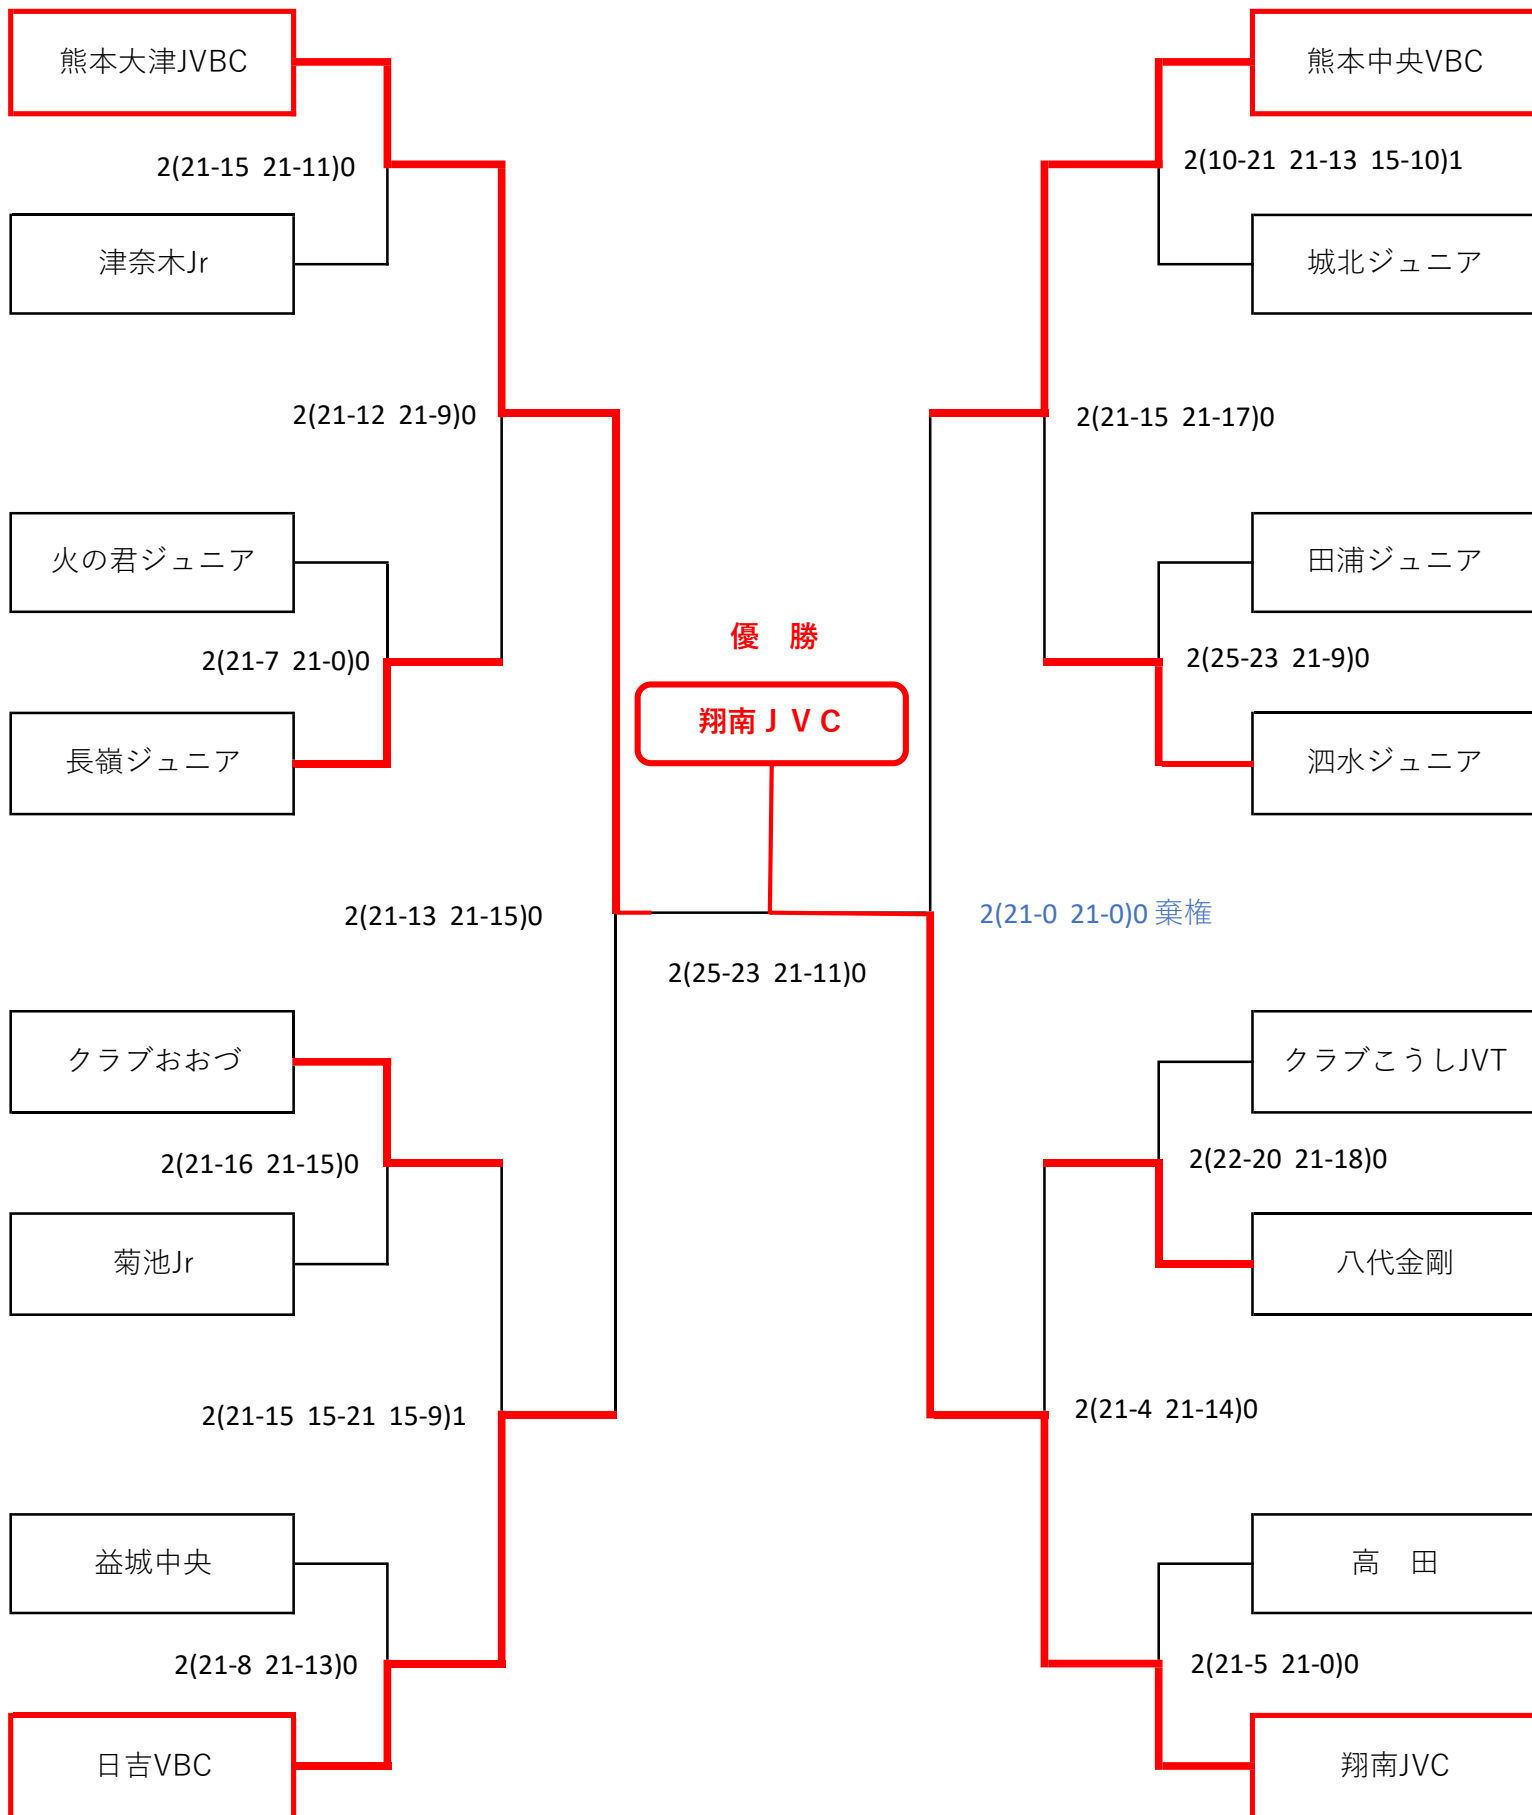 熊本大津JVBC
熊本中央VBC
2(21-15 21-11)0
2(10-21 21-13 15-10)1
津奈木Jr
城北ジュニア
2(21-12 21-9)0
2(21-15 21-17)0
火の君ジュニア
田浦ジュニア
優 勝
2(21-7 21-0)0
2(25-23 21-9)0
翔南JVC
長嶺ジュニア
泗水ジュニア
2(21-13 21-15)0
2(21-0 21-0)0 棄権
2(25-23 21-11)0
クラブおおづ
クラブこうしJVT
2(21-16 21-15)0
2(22-20 21-18)0
菊池Jr
八代金剛
2(21-15 15-21 15-9)1
2(21-4 21-14)0
益城中央
高 田
2(21-8 21-13)0
2(21-5 21-0)0
日吉VBC
翔南JVC